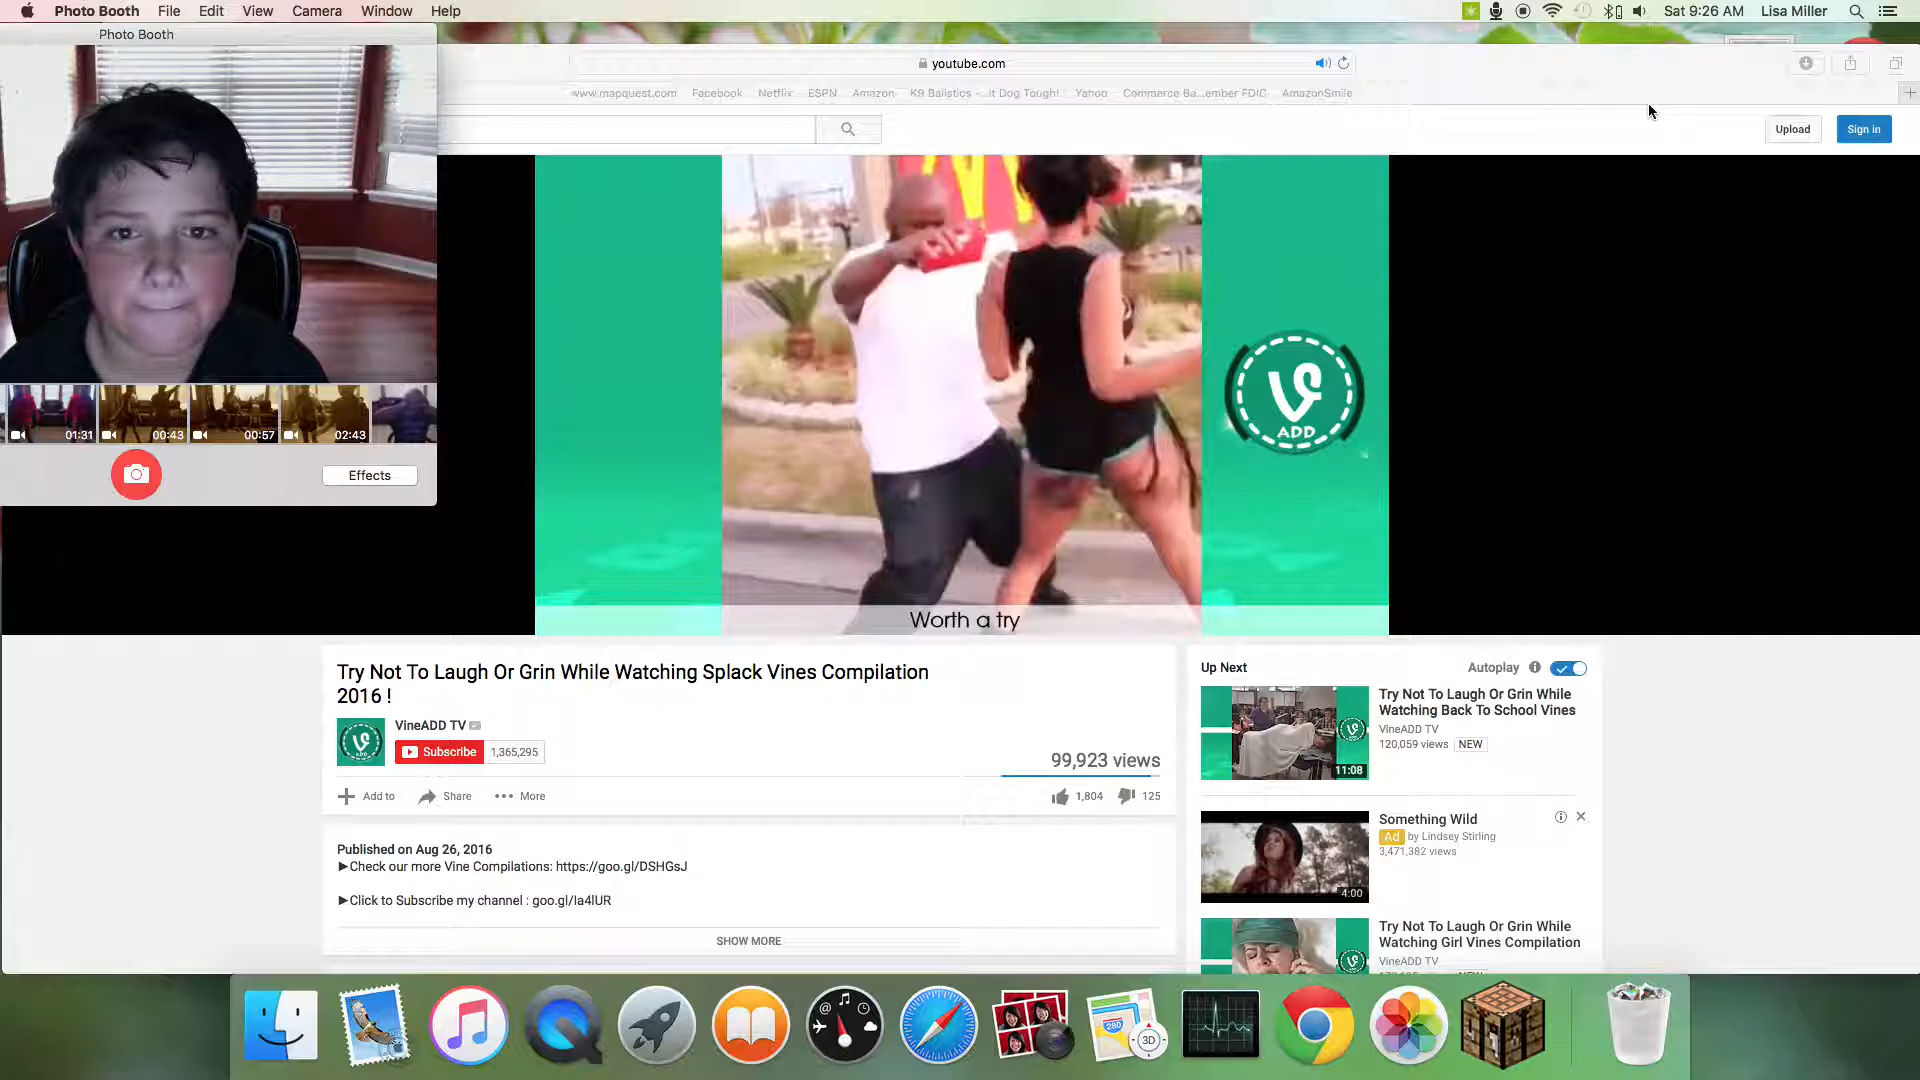 Photo Booth File Edit View Camera Window Help
Sat 9:26 AM Lisa Miller
Photo Booth
youtube.com
www.mapquest.com Facebook Netflix ESPN Amazon K9 Balistics - ...it Dog Tough! Yahoo Commerce Ba...ember FDIC AmazonSmile
Upload Sign in
01:31 00:43 00:57 02:43
Effects
ADD
Worth a try
Try Not To Laugh Or Grin While Watching Splack Vines Compilation
2016 !
VineADD TV
Subscribe 1,365,295
99,923 views
Add to Share More
1,804 125
Published on Aug 26, 2016
►Check our more Vine Compilations: https://goo.gl/DSHGsJ
►Click to Subscribe my channel : goo.gl/Ia4lUR
SHOW MORE
Up Next Autoplay
Try Not To Laugh Or Grin While
Watching Back To School Vines
VineADD TV
120,059 views NEW
11:08
Something Wild
Ad by Lindsey Stirling
3,471,382 views
4:00
Try Not To Laugh Or Grin While
Watching Girl Vines Compilation
VineADD TV
280
3D